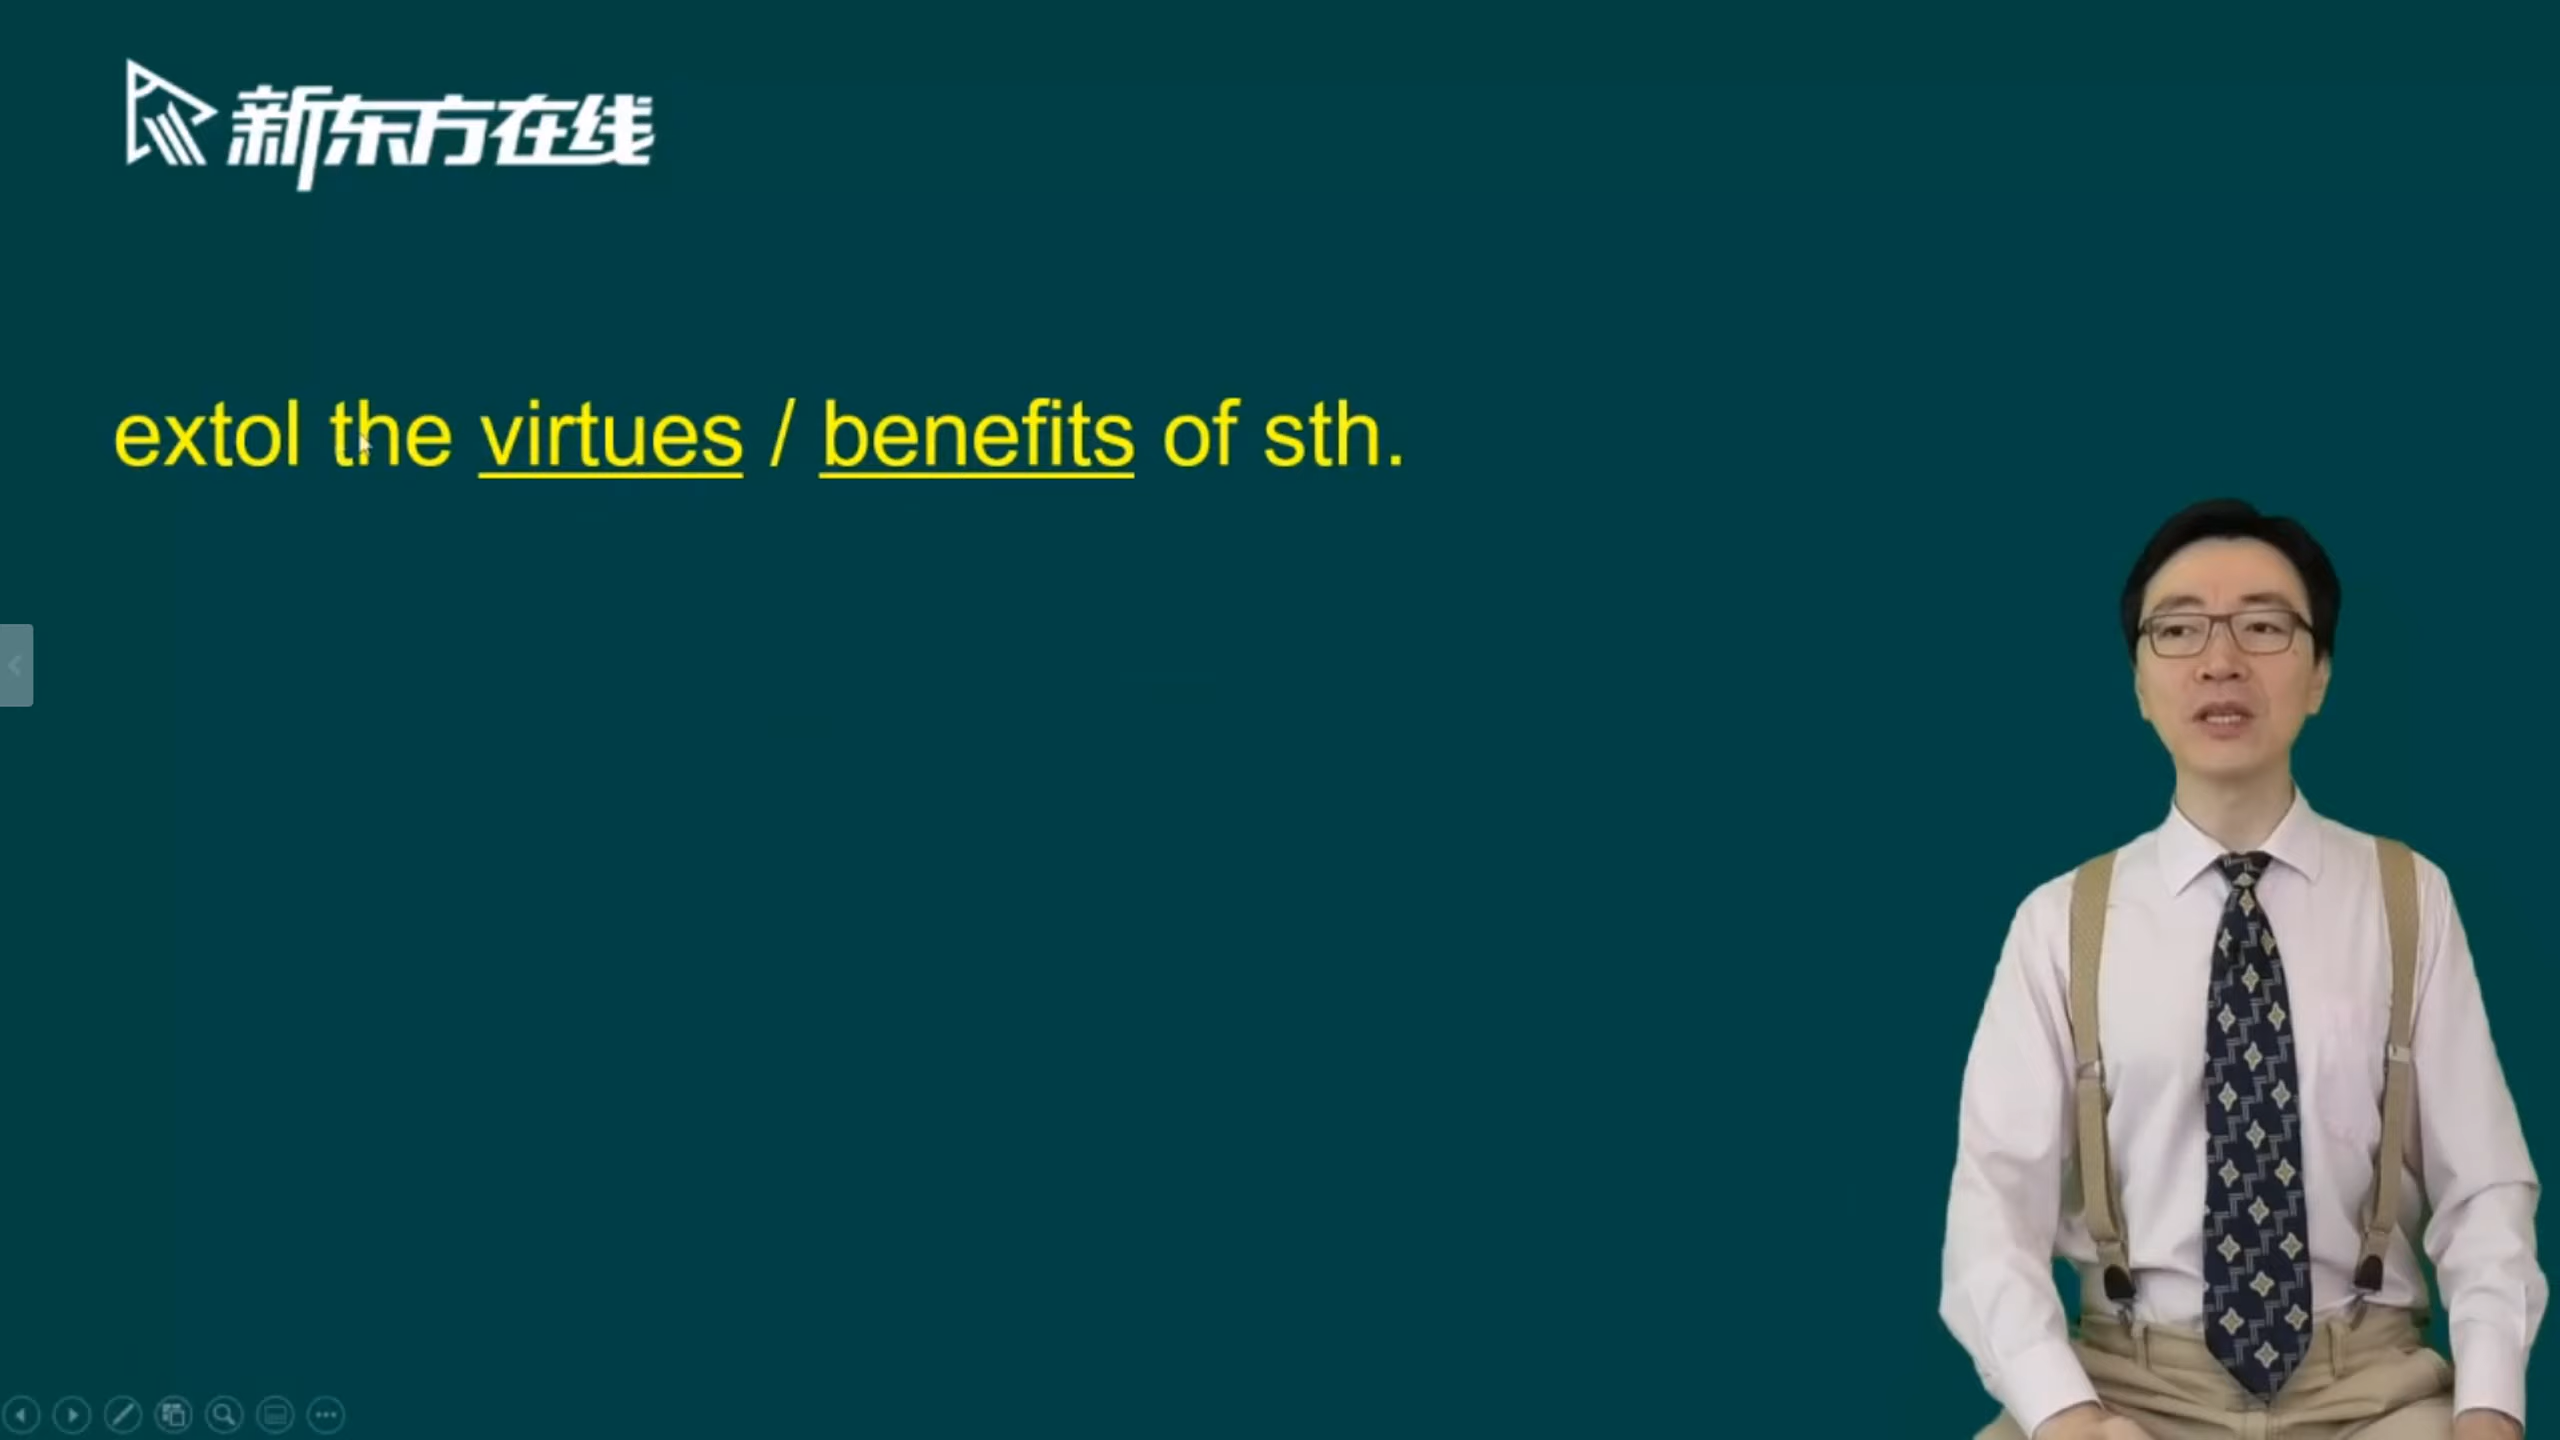 新东方在线
extol the virtues / benefits of sth.